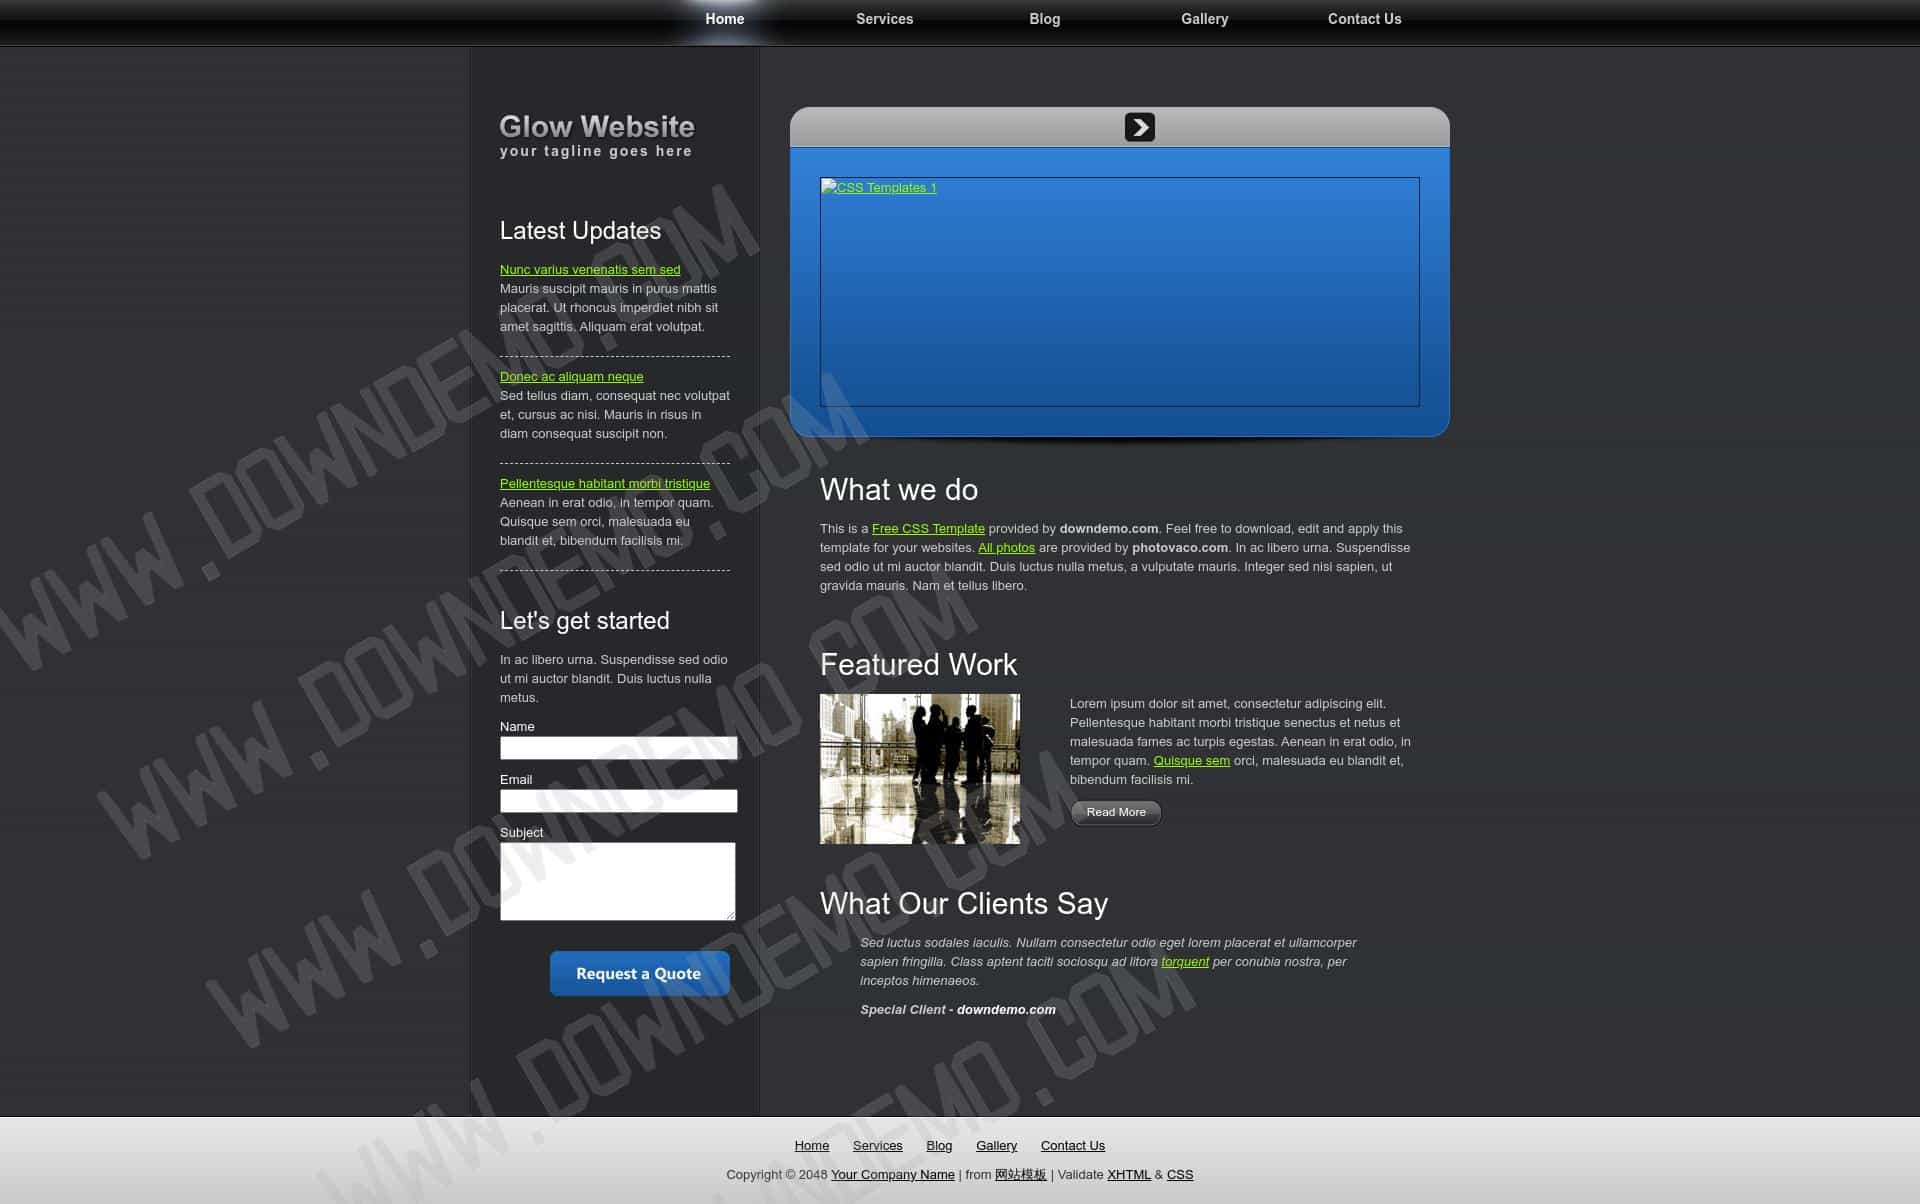 Home Services Blog Gallery Contact Us
Glow Website
your tagline goes here
Latest Updates
Nunc varius venenatis sem sed
Mauris suscipit mauris in purus mattis
placerat. Ut rhoncus imperdiet nibh sit
amet sagittis. Aliquam erat volutpat.
Donec ac aliquam neque
Sed tellus diam, consequat nec volutpat
et, cursus ac nisi. Mauris in risus in
diam consequat suscipit non.
Pellentesque habitant morbi tristique
Aenean in erat odio, in tempor quam.
Quisque sem orci, malesuada eu
blandit et, bibendum facilisis mi.
Let's get started
In ac libero urna. Suspendisse sed odio
ut mi auctor blandit. Duis luctus nulla
metus.
Name
Email
Subject
Request a Quote
CSS Templates 1
What we do
This is a Free CSS Template provided by downdemo.com. Feel free to download, edit and apply this
template for your websites. All photos are provided by photovaco.com. In ac libero urna. Suspendisse
sed odio ut mi auctor blandit. Duis luctus nulla metus, a vulputate mauris. Integer sed nisi sapien, ut
gravida mauris. Nam et tellus libero.
Featured Work
Lorem ipsum dolor sit amet, consectetur adipiscing elit.
Pellentesque habitant morbi tristique senectus et netus et
malesuada fames ac turpis egestas. Aenean in erat odio, in
tempor quam. Quisque sem orci, malesuada eu blandit et,
bibendum facilisis mi.
Read More
What Our Clients Say
Sed luctus sodales iaculis. Nullam consectetur odio eget lorem placerat et ullamcorper
sapien fringilla. Class aptent taciti sociosqu ad litora torquent per conubia nostra, per
inceptos himenaeos.
Special Client - downdemo.com
Home Services Blog Gallery Contact Us
Copyright © 2048 Your Company Name | from 网站模板 | Validate XHTML & CSS
WWW.DOWNDEMO.COM
WWW.DOWNDEMO.COM
WWW.DOWNDEMO.COM
WWW.DOWNDEMO.COM
NDEMO.COM